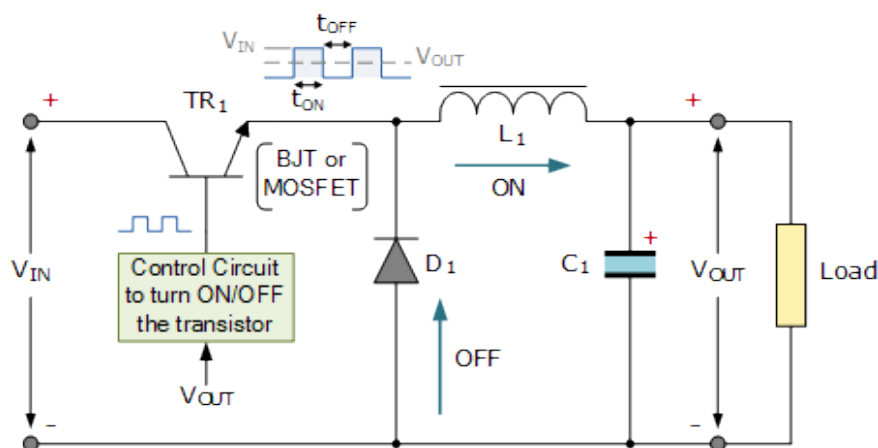 tOFF
VIN
VOUT
tON
+
TR1
+
L1
BJT or
MOSFET
ON
VIN
Control Circuit
to turn ON/OFF
the transistor
D1
C1
+
VOUT
Load
OFF
VOUT
-
-